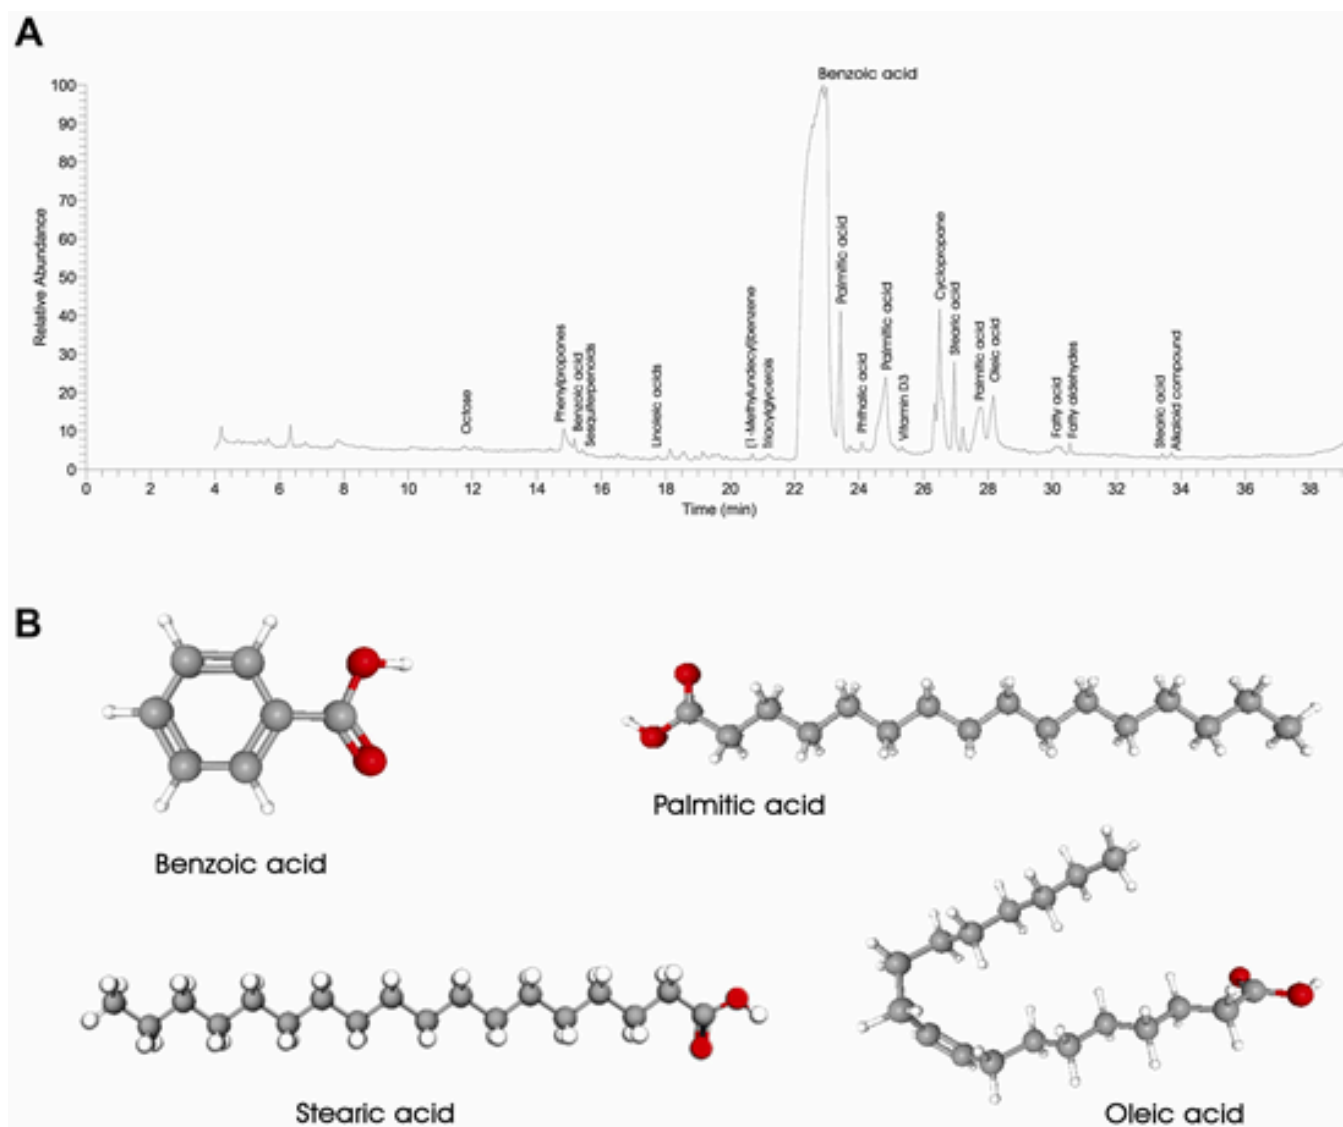 A
Benzoic acid
100
90
80
70
60
50
40
30
20
10
0
Relative Abundance
Octose
Phenylpropanes
Benzoic acid
Sesquiterpenoids
Linoleic acids
(1-Methylundecyl)benzene
Triacylglycerols
Palmitic acid
Phthalic acid
Palmitic acid
Vitamin D3
Cyclopropane
Stearic acid
Palmitic acid
Oleic acid
Fatty acid
Fatty aldehydes
Stearic acid
Alkaloid compound
0 2 4 6 8 10 12 14 16 18 20 22 24 26 28 30 32 34 36 38
Time (min)
B
Benzoic acid
Palmitic acid
Stearic acid
Oleic acid